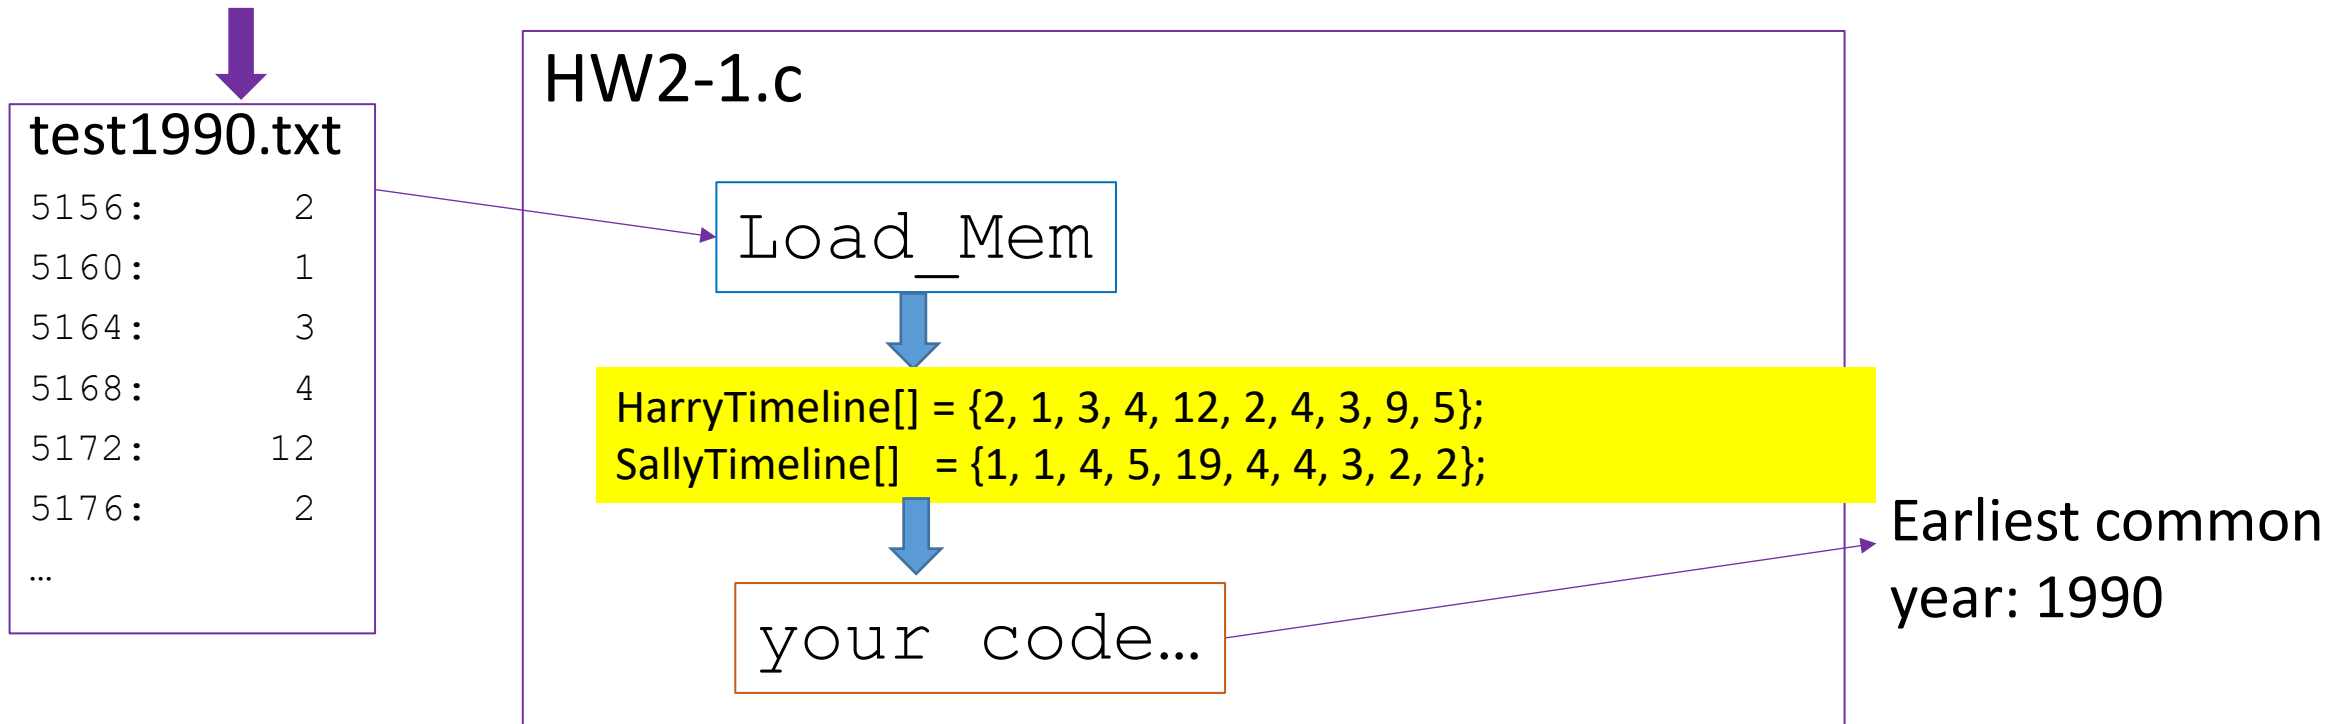 test1990.txt
5156: 2
5160: 1
5164: 3
5168: 4
5172: 12
5176: 2
…
HW2-1.c
Load_Mem
HarryTimeline[] = {2, 1, 3, 4, 12, 2, 4, 3, 9, 5};
SallyTimeline[] = {1, 1, 4, 5, 19, 4, 4, 3, 2, 2};
your code…
Earliest common
year: 1990